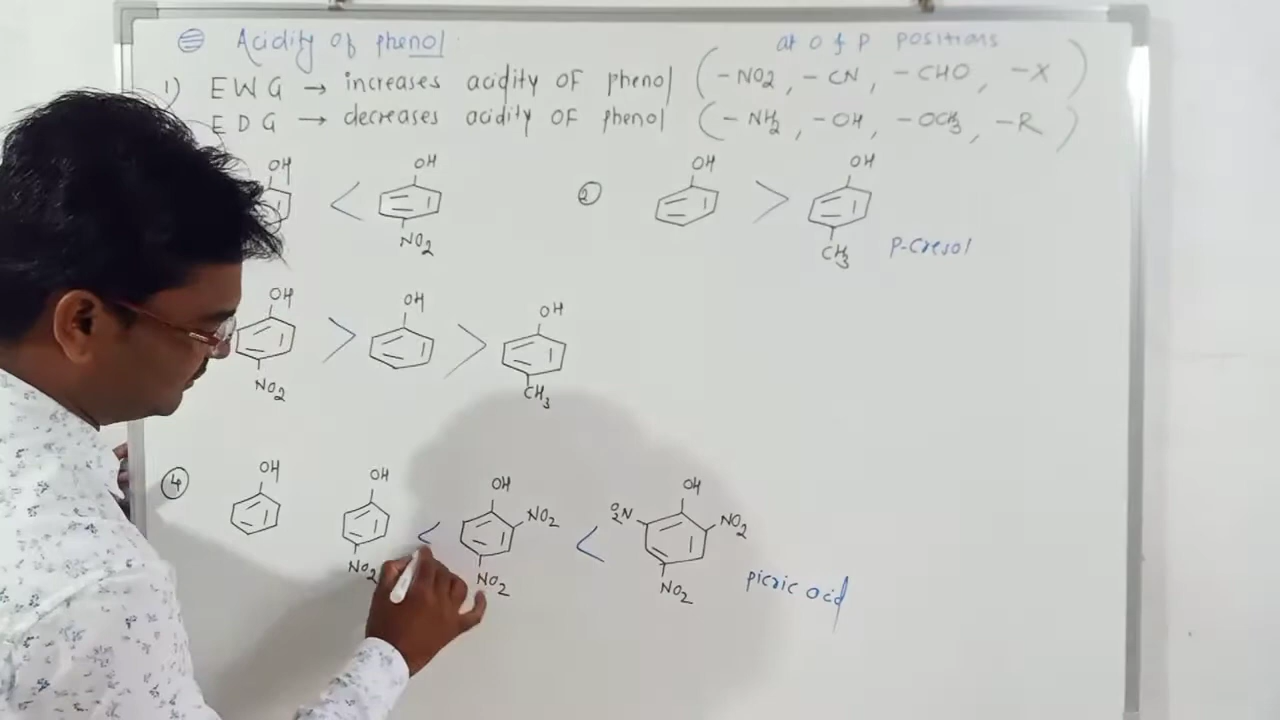 Acidity of phenol
at o & p positions
1) EWG → increases acidity OF phenol (-NO2, -CN, -CHO, -X)
EDG → decreases acidity OF phenol (-NH2, -OH, -OCH3, -R)
OH < OH
NO2
② OH > OH
CH3 p-cresol
OH > OH > OH
NO2 CH3
④ OH OH < OH < OH
NO2 O2N NO2
NO2 NO2 NO2
picric acid